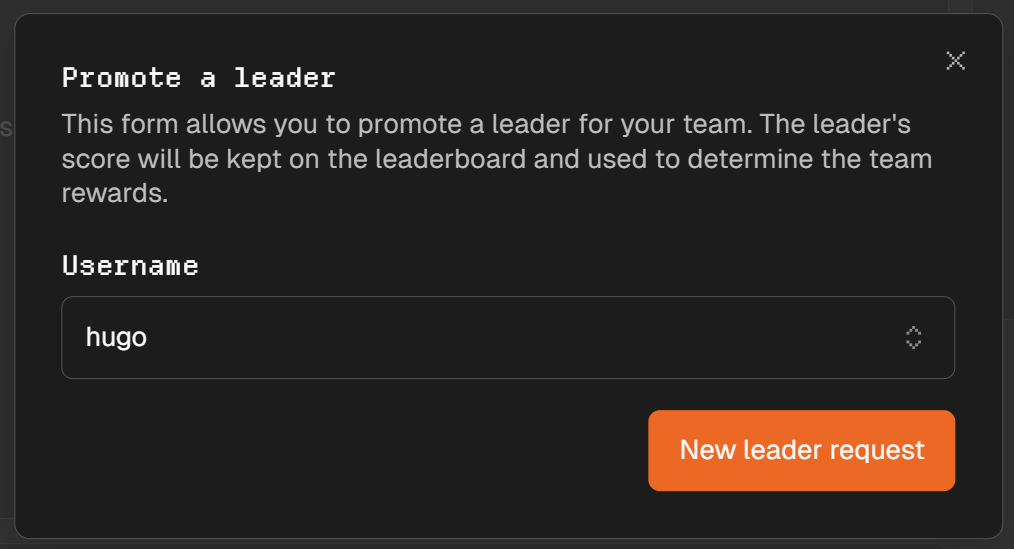 Promote a leader
This form allows you to promote a leader for your team. The leader's
score will be kept on the leaderboard and used to determine the team
rewards.
Username
hugo
New leader request